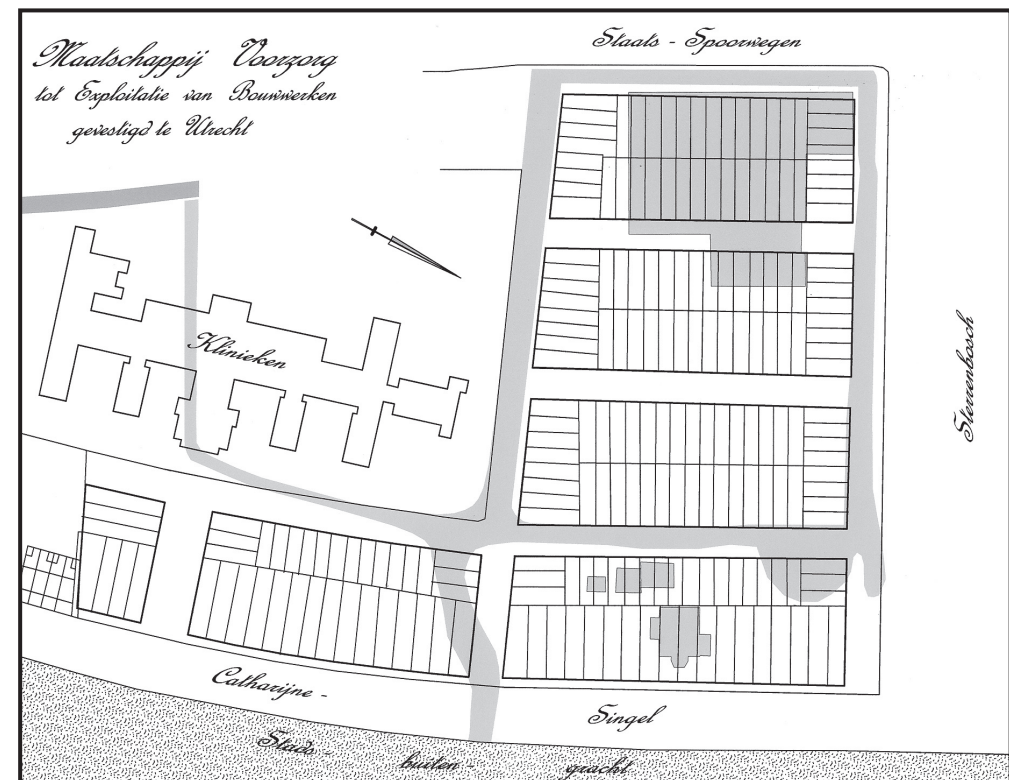 Maatschappij Voorzorg
tot Exploitatie van Bouwwerken
gevestigd te Utrecht
Staats - Spoorwegen
Klinieken
Sterrenbosch
Catharijne -
Singel
Stads -
buiten -
gracht